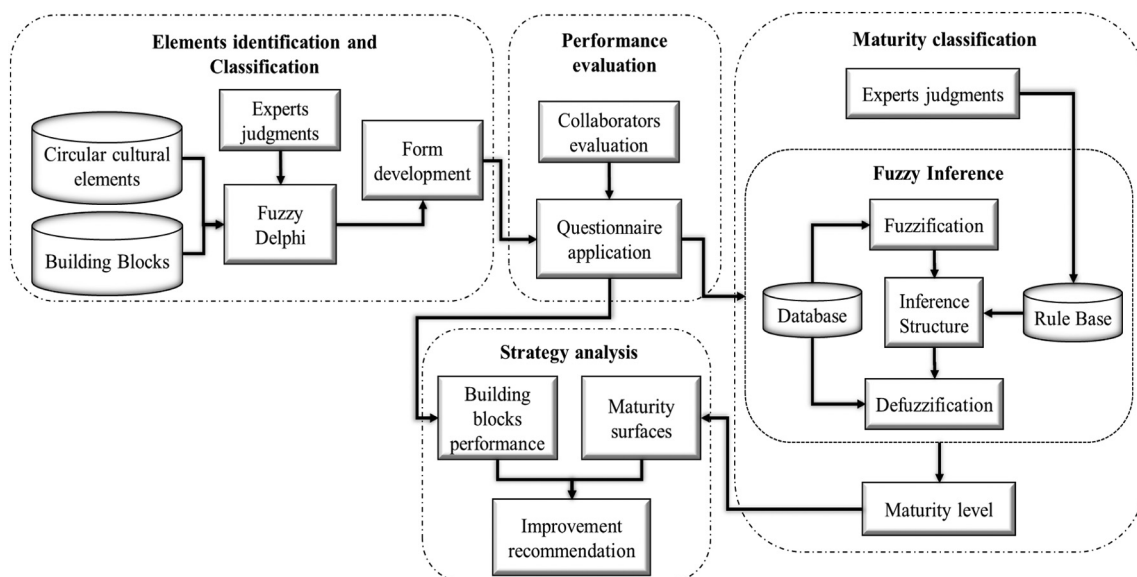 Elements identification and
Classification
Experts
judgments
Circular cultural
elements
Building Blocks
Fuzzy
Delphi
Form
development
Performance
evaluation
Collaborators
evaluation
Questionnaire
application
Maturity classification
Experts judgments
Fuzzy Inference
Fuzzification
Database
Inference
Structure
Rule Base
Defuzzification
Maturity level
Strategy analysis
Building
blocks
performance
Maturity
surfaces
Improvement
recommendation